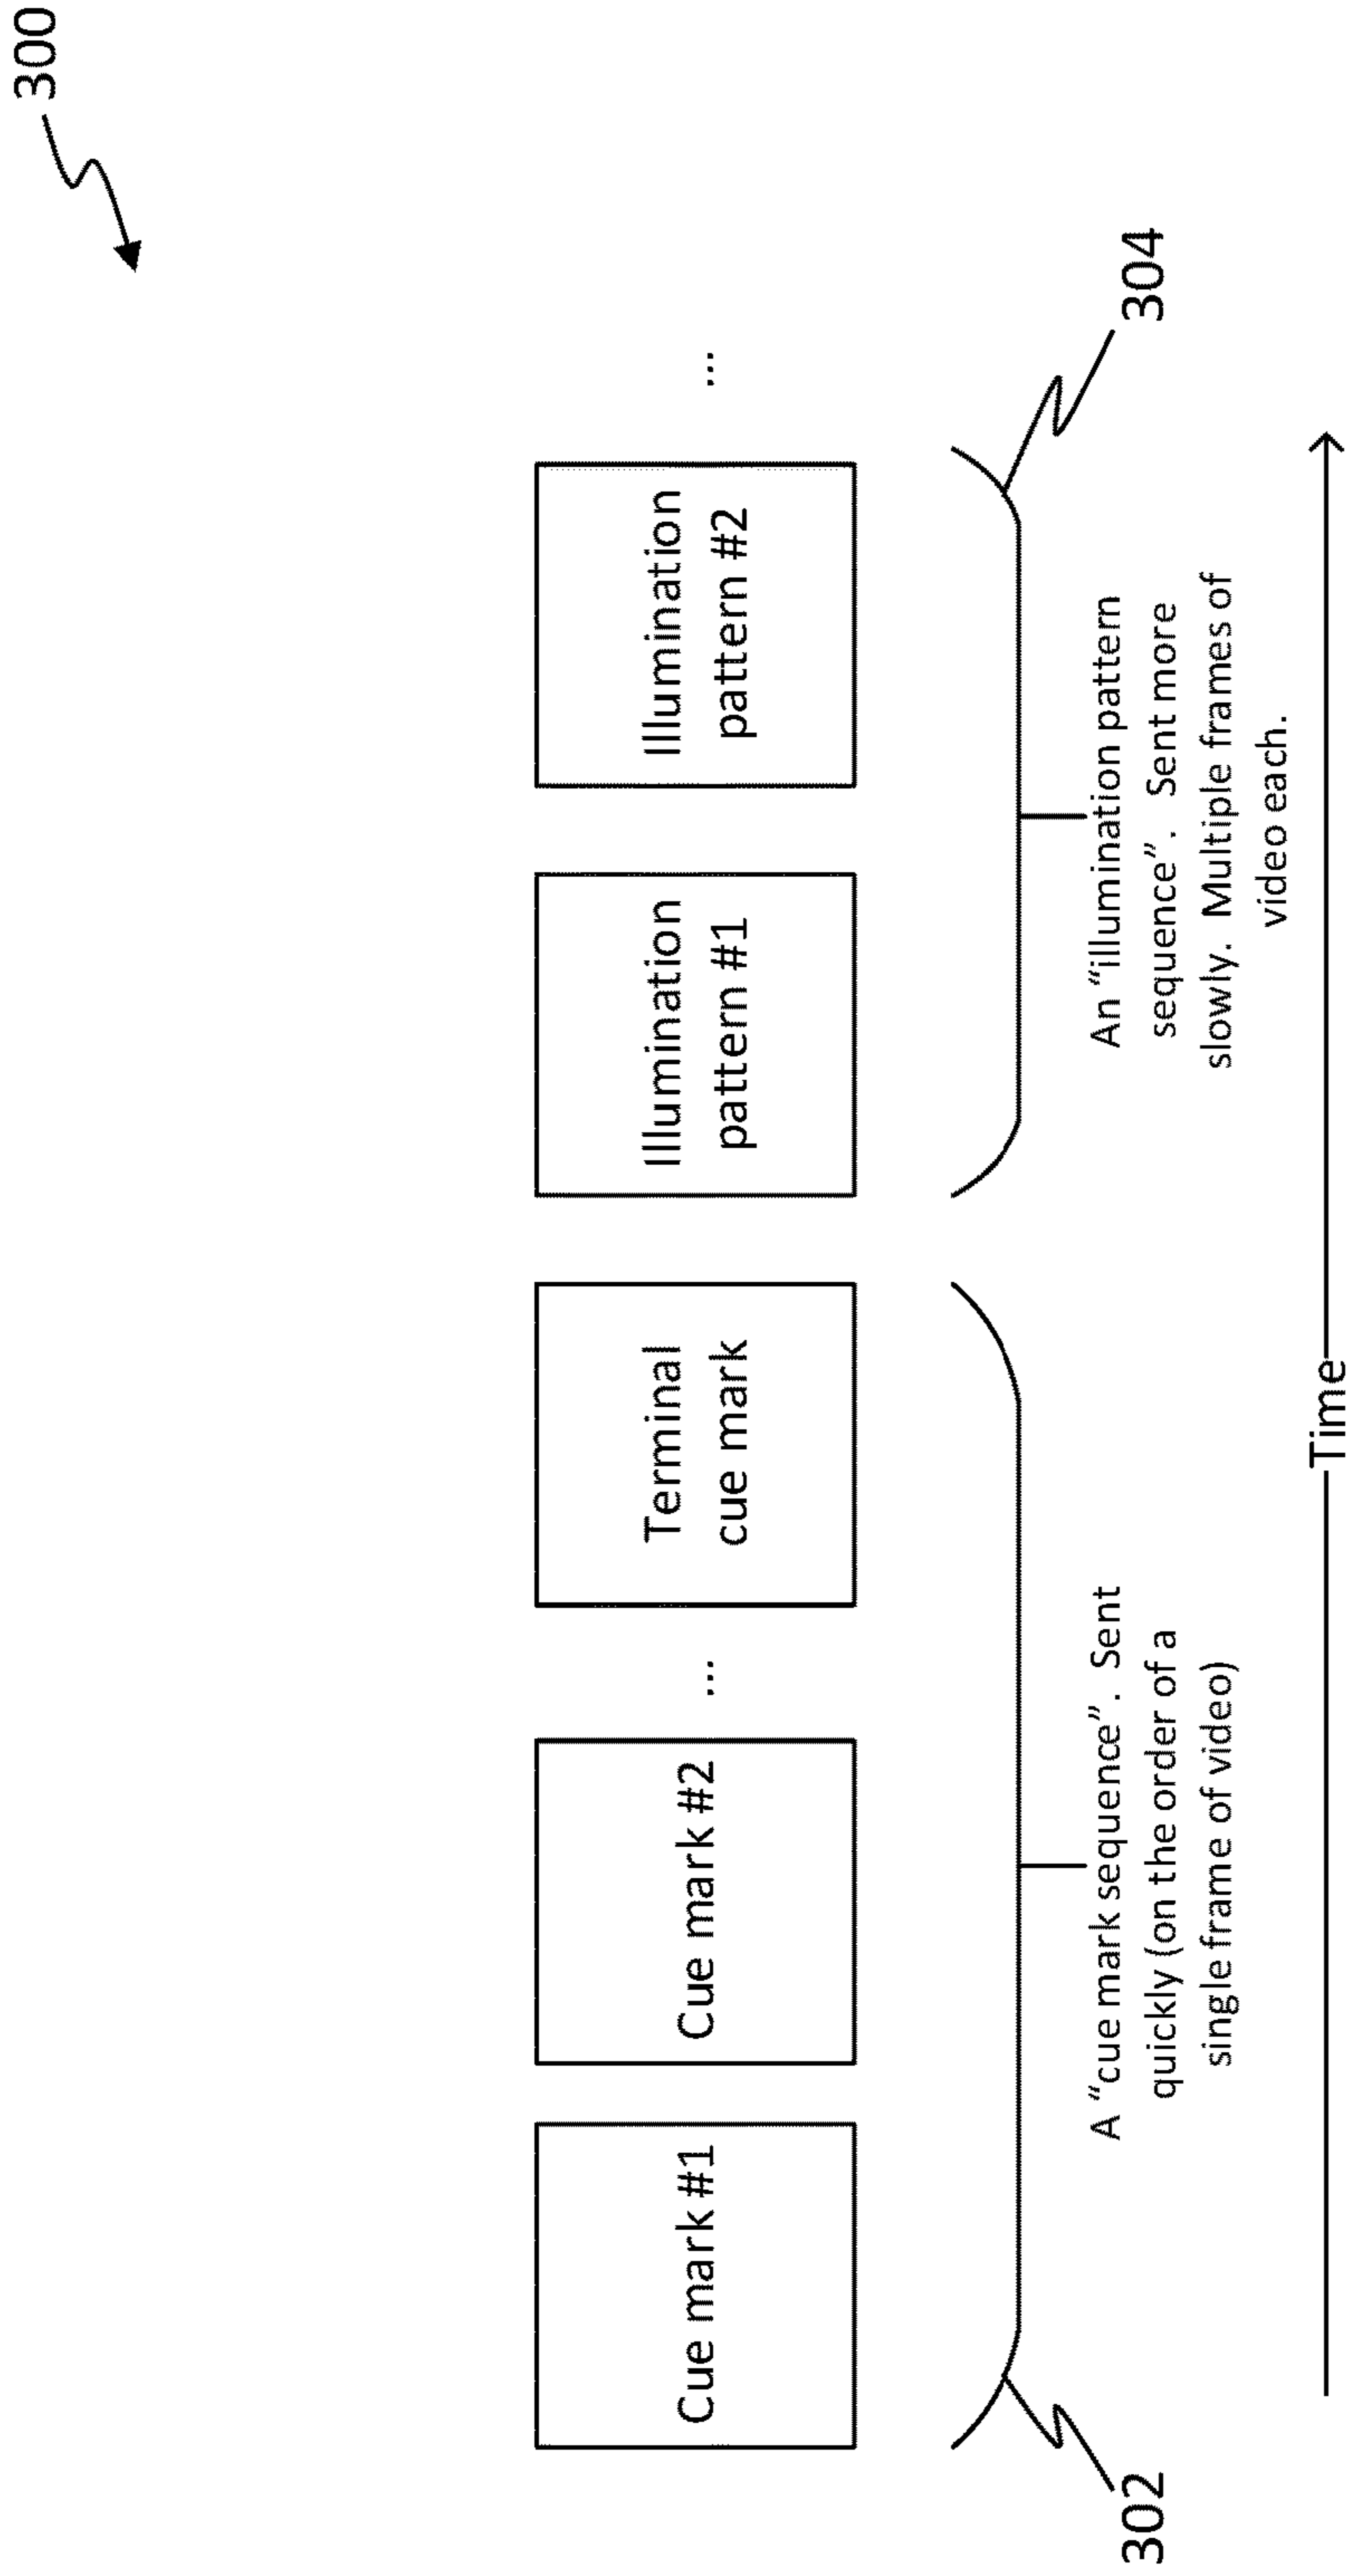 300
Cue mark #1
Cue mark #2
...
Terminal
cue mark
Illumination
pattern #1
Illumination
pattern #2
...
302
A “cue mark sequence”. Sent
quickly (on the order of a
single frame of video)
An “illumination pattern
sequence”. Sent more
slowly. Multiple frames of
video each.
304
Time